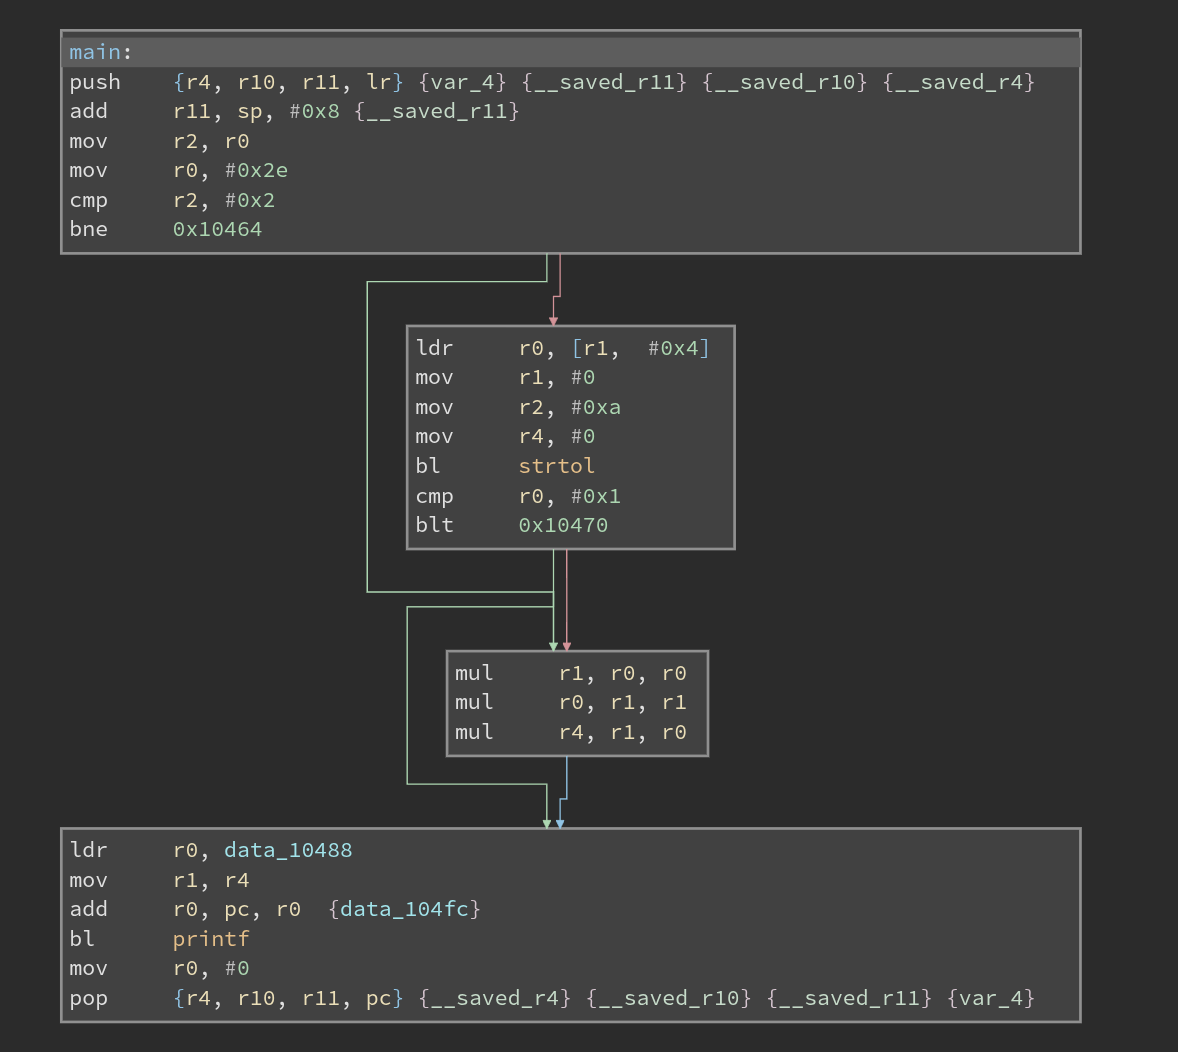 main:
push {r4, r10, r11, lr} {var_4} {__saved_r11} {__saved_r10} {__saved_r4}
add r11, sp, #0x8 {__saved_r11}
mov r2, r0
mov r0, #0x2e
cmp r2, #0x2
bne 0x10464
ldr r0, [r1, #0x4]
mov r1, #0
mov r2, #0xa
mov r4, #0
bl strtol
cmp r0, #0x1
blt 0x10470
mul r1, r0, r0
mul r0, r1, r1
mul r4, r1, r0
ldr r0, data_10488
mov r1, r4
add r0, pc, r0 {data_104fc}
bl printf
mov r0, #0
pop {r4, r10, r11, pc} {__saved_r4} {__saved_r10} {__saved_r11} {var_4}